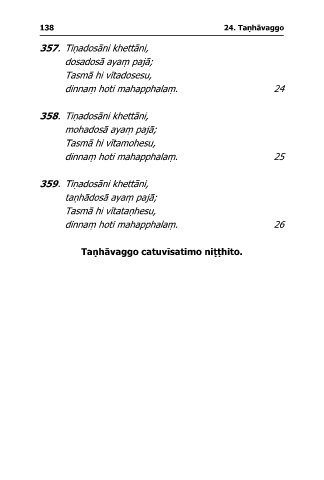 138 24. Taṇhāvaggo
357. Tiṇadosāni khettāni,
dosadosā ayaṃ pajā;
Tasmā hi vītadosesu,
dinnaṃ hoti mahapphalaṃ. 24
358. Tiṇadosāni khettāni,
mohadosā ayaṃ pajā;
Tasmā hi vītamohesu,
dinnaṃ hoti mahapphalaṃ. 25
359. Tiṇadosāni khettāni,
taṇhādosā ayaṃ pajā;
Tasmā hi vītataṇhesu,
dinnaṃ hoti mahapphalaṃ. 26
Taṇhāvaggo catuvīsatimo niṭṭhito.